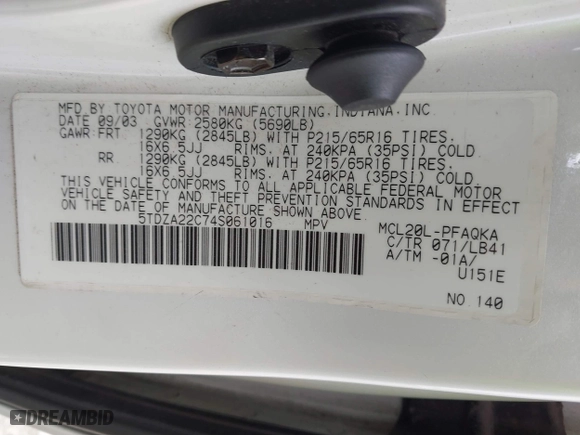 MFD BY TOYOTA MOTOR MANUFACTURING.INDIANA.INC
DATE 09/03 GVWR 2580KG (5690LB)
GAWR:FRT 1290KG (2845LB) WITH P215/65R16 TIRES.
16X6.5JJ RIMS. AT 240KPA (35PSI) COLD
RR 1290KG (2845LB) WITH P215/65R16 TIRES.
16X6.5JJ RIMS. AT 240KPA (35PSI) COLD
THIS VEHICLE CONFORMS TO ALL APPLICABLE FEDERAL MOTOR
VEHICLE SAFETY AND THEFT PREVENTION STANDARDS IN EFFECT
ON THE DATE OF MANUFACTURE SHOWN ABOVE.
5TDZA22C74S061016 MPV MCL20L-PFAQKA
C/TR 071/LB41
A/TM -01A/
U151E
NO 140
DREAMBID